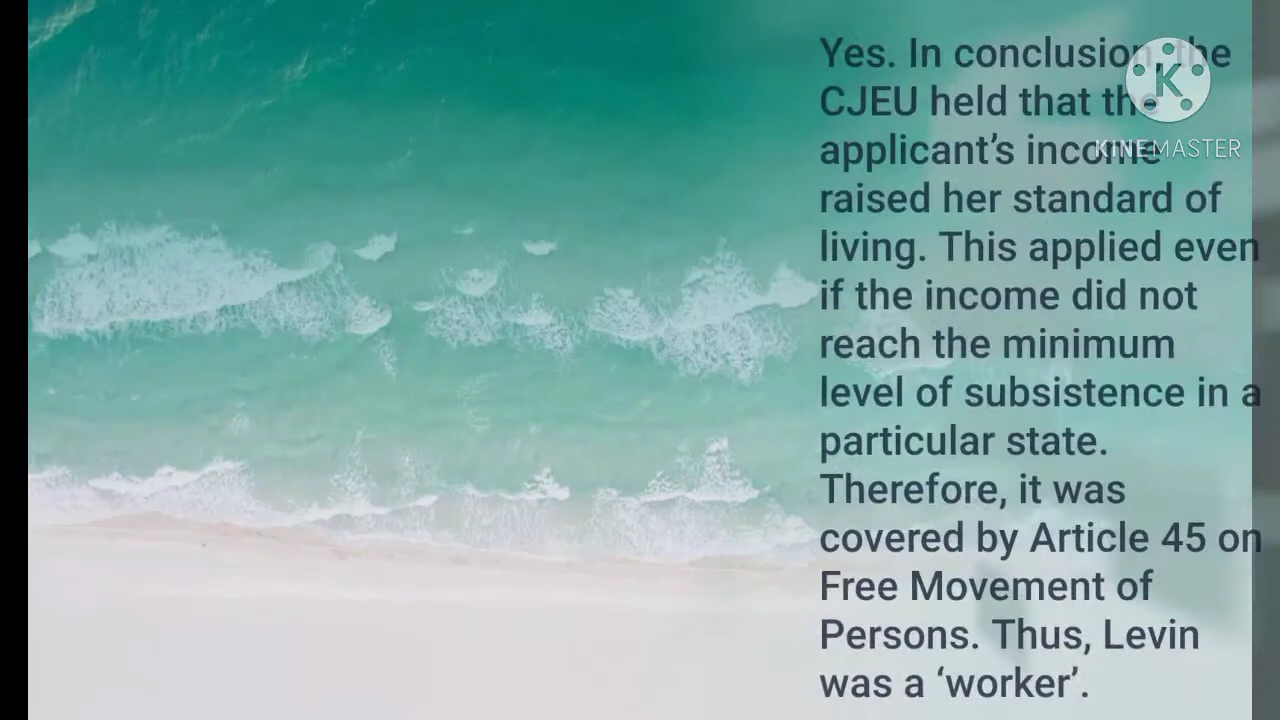 Yes. In conclusion, the
CJEU held that the
applicant’s income
raised her standard of
living. This applied even
if the income did not
reach the minimum
level of subsistence in a
particular state.
Therefore, it was
covered by Article 45 on
Free Movement of
Persons. Thus, Levin
was a ‘worker’.
K
KINEMASTER